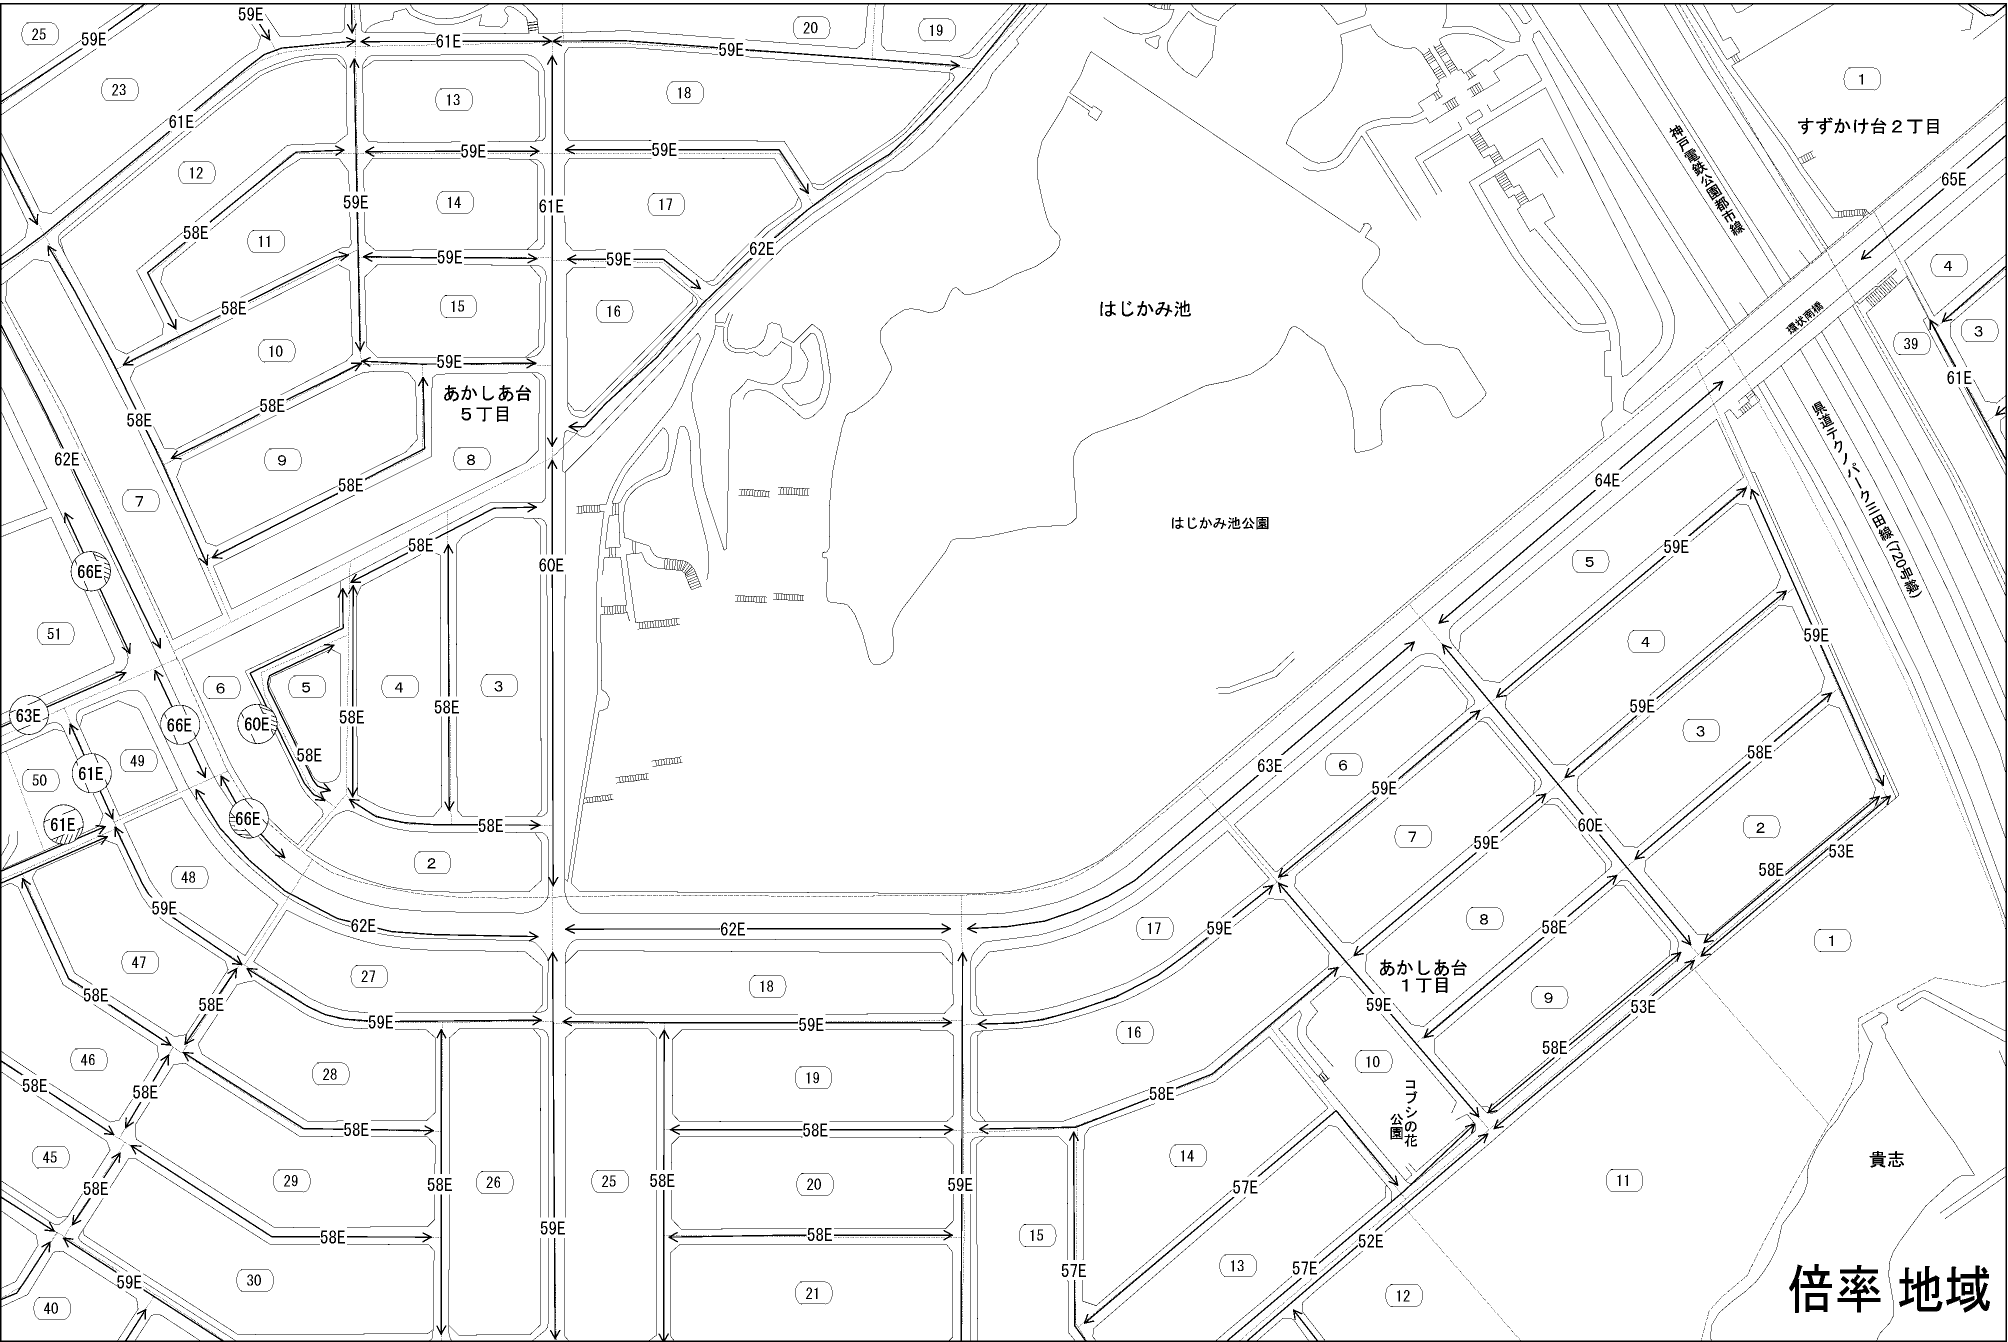 59E
25
59E
61E
20
19
59E
23
13
18
1
すずかけ台2丁目
61E
59E
59E
12
神戸電鉄公園都市線
65E
59E
14
61E
17
58E
11
62E
59E
59E
4
58E
15
16
はじかみ池
環状南橋
3
39
10
59E
61E
あかしあ台
5丁目
58E
58E
県道テクノパーク三田線(720号線)
62E
9
8
64E
58E
7
はじかみ池公園
58E
59E
60E
5
66E
51
4
59E
6
5
4
3
63E
60E
58E
58E
59E
66E
3
58E
58E
49
61E
63E
6
50
59E
66E
61E
58E
60E
2
7
59E
53E
2
58E
48
59E
8
62E
62E
17
59E
58E
1
47
27
あかしあ台
1丁目
18
9
58E
58E
59E
53E
59E
59E
16
58E
46
28
19
10
58E
58E
58E
コブシの花
公園
58E
58E
45
14
貴志
29
26
25
20
58E
58E
58E
59E
57E
11
58E
59E
58E
15
52E
30
57E
13
57E
59E
倍率 地域
21
12
40